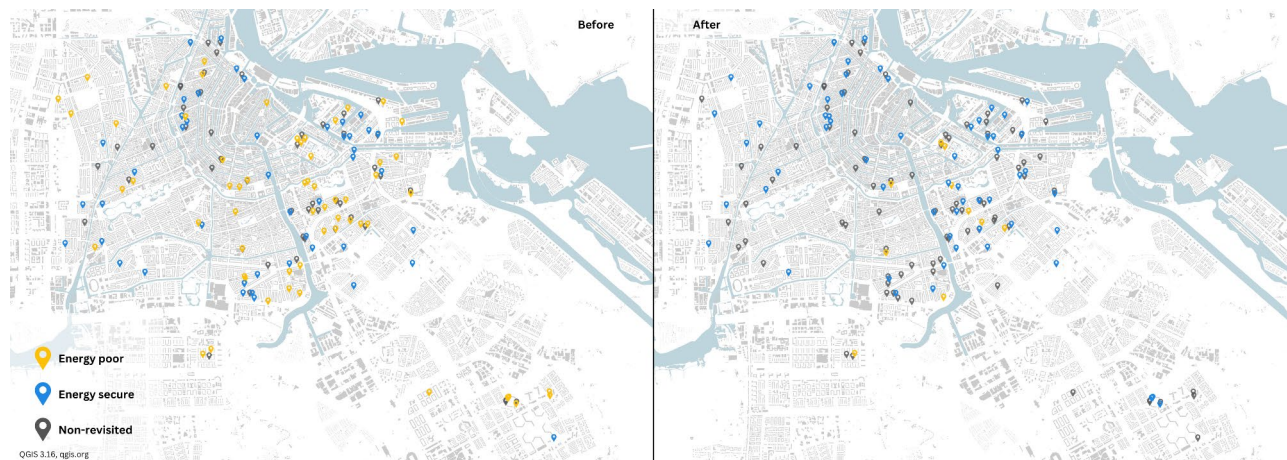 Before
After
Energy poor
Energy secure
Non-revisited
QGIS 3.16, qgis.org